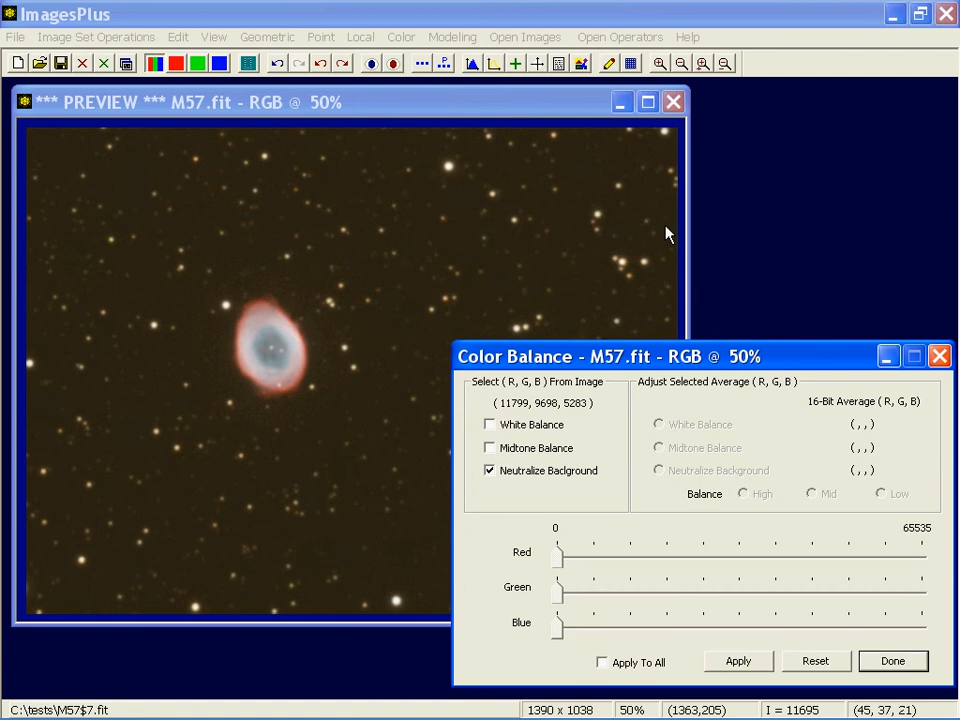 ImagesPlus
File Image Set Operations Edit View Geometric Point Local Color Modeling Open Images Open Operators Help
*** PREVIEW *** M57.fit - RGB @ 50%
Color Balance - M57.fit - RGB @ 50%
Select ( R, G, B ) From Image
Adjust Selected Average ( R, G, B )
( 11799, 9698, 5283 )
16-Bit Average ( R, G, B)
White Balance
White Balance ( , , )
Midtone Balance
Midtone Balance ( , , )
Neutralize Bacground
Neutralize Background ( , , )
Balance High Mid Low
0 65535
Red
Green
Blue
Apply To All Apply Reset Done
C:\tests\M57$7.fit 1390 x 1038 50% (1363,205) I = 11695 (45, 37, 21)